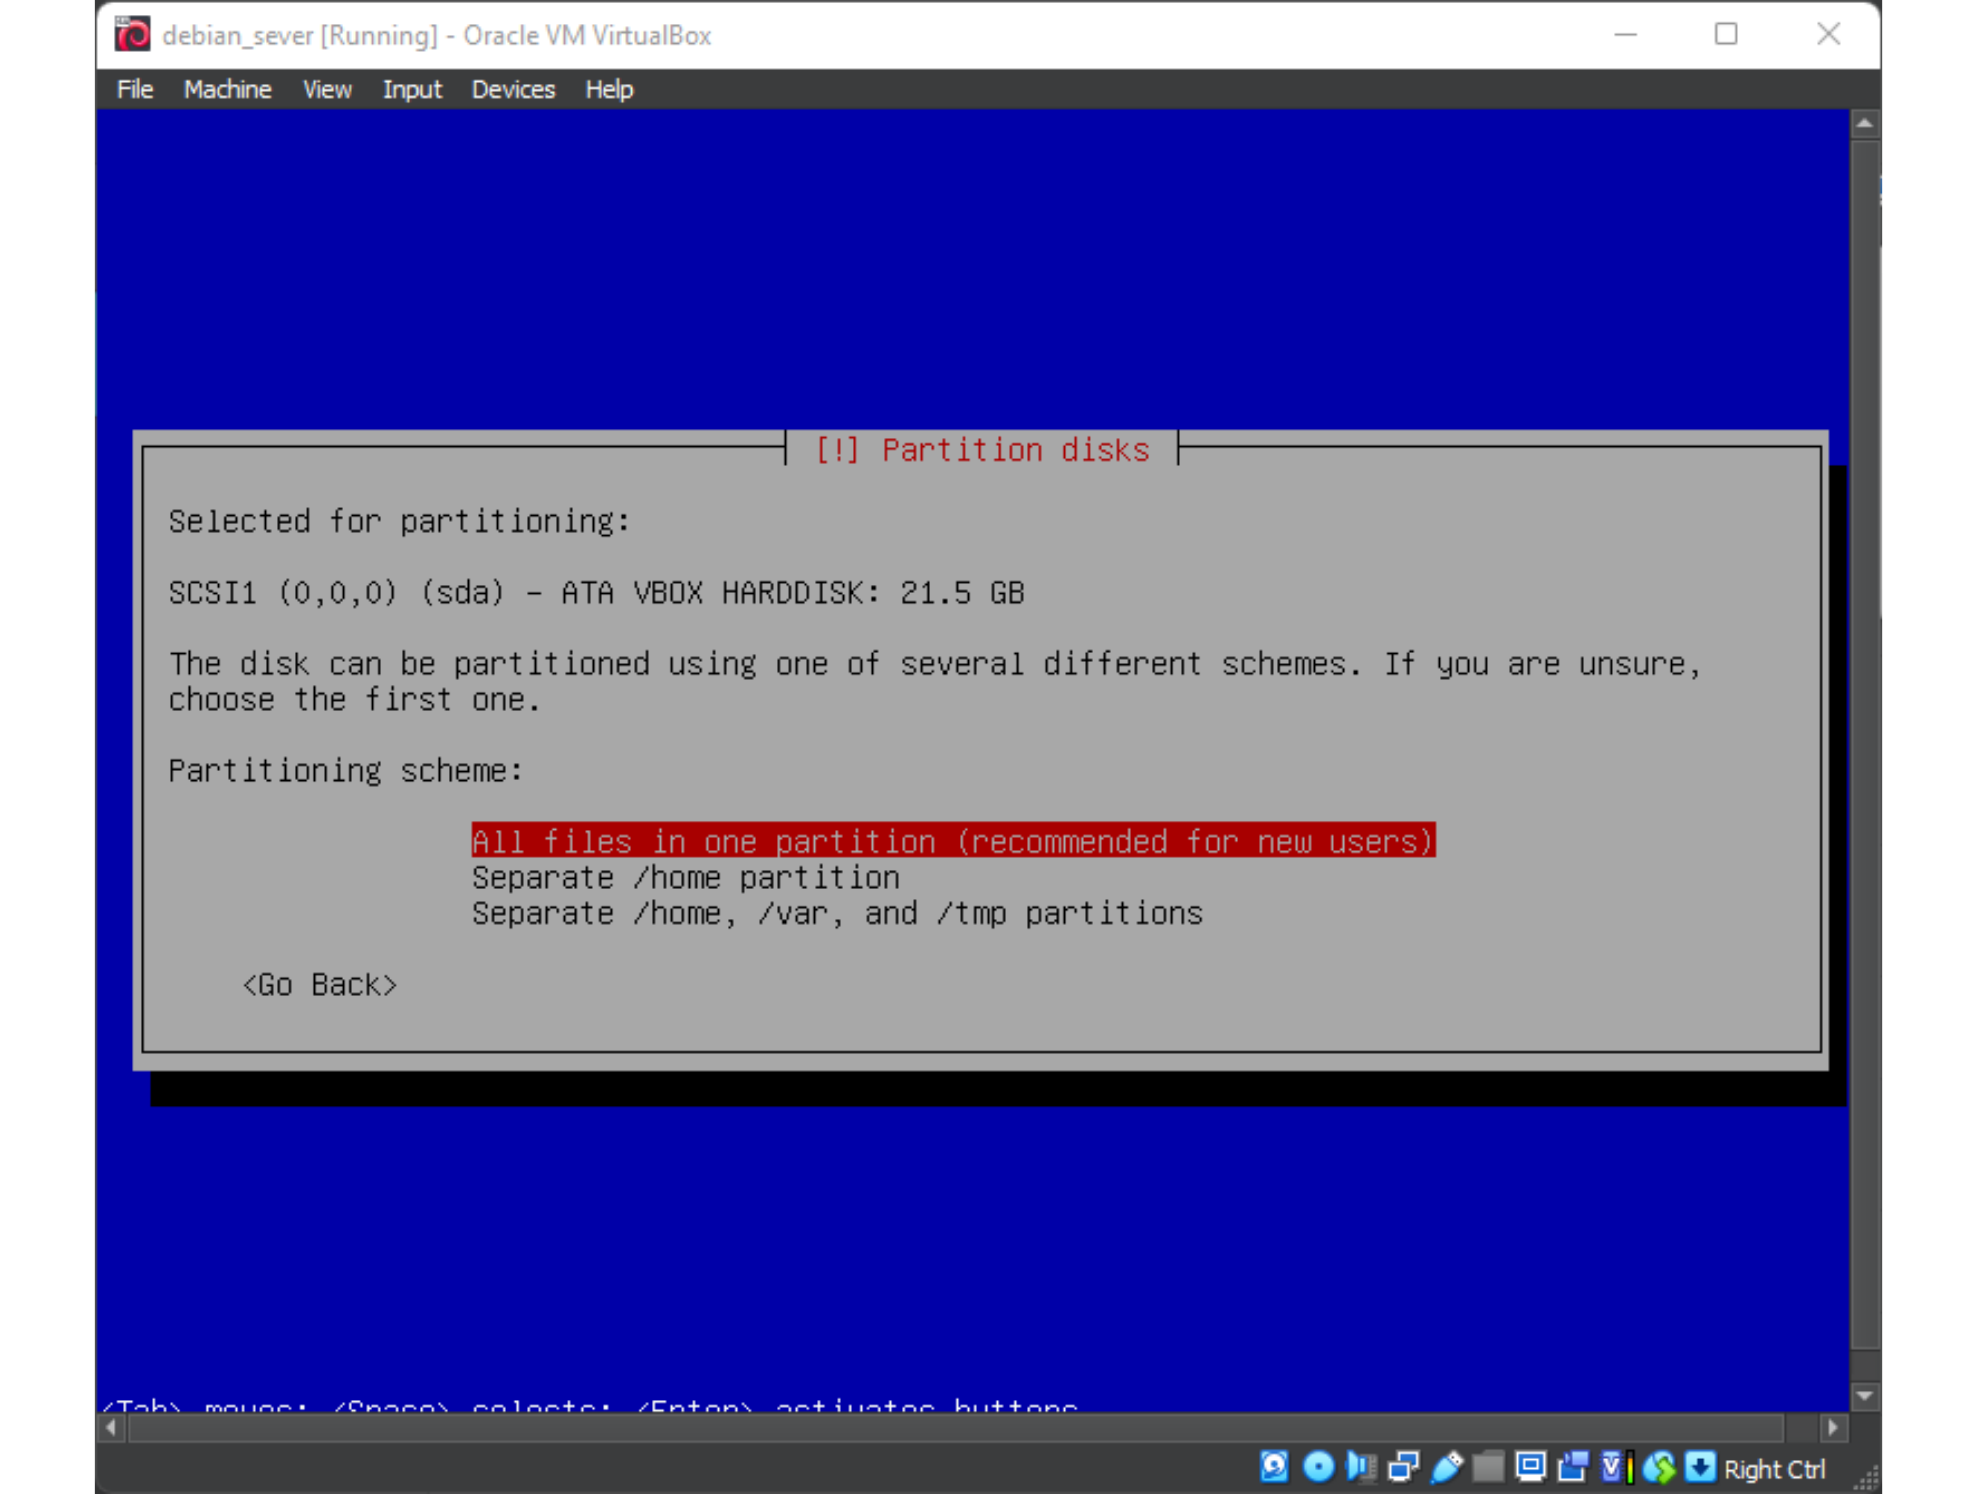 debian_sever [Running] - Oracle VM VirtualBox
File Machine View Input Devices Help
[!] Partition disks
Selected for partitioning:
SCSI1 (0,0,0) (sda) - ATA VBOX HARDDISK: 21.5 GB
The disk can be partitioned using one of several different schemes. If you are unsure,
choose the first one.
Partitioning scheme:
All files in one partition (recommended for new users)
Separate /home partition
Separate /home, /var, and /tmp partitions
<Go Back>
<Tab> moves; <Space> selects; <Enter> activates buttons
Right Ctrl